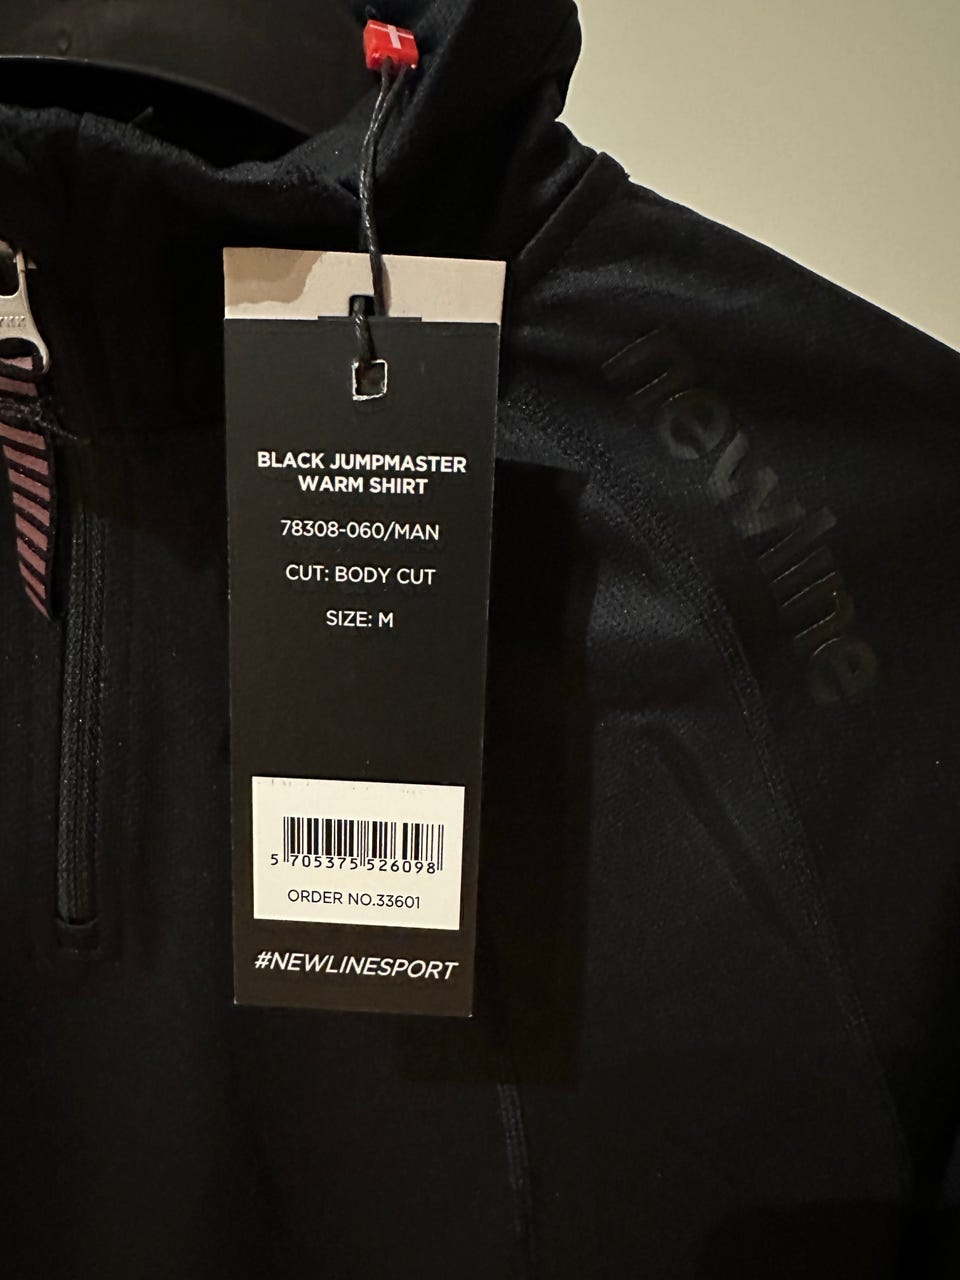 YKK
BLACK JUMPMASTER
WARM SHIRT
78308-060/MAN
CUT: BODY CUT
SIZE: M
5 705375 526098
ORDER NO.33601
#NEWLINESPORT
newline